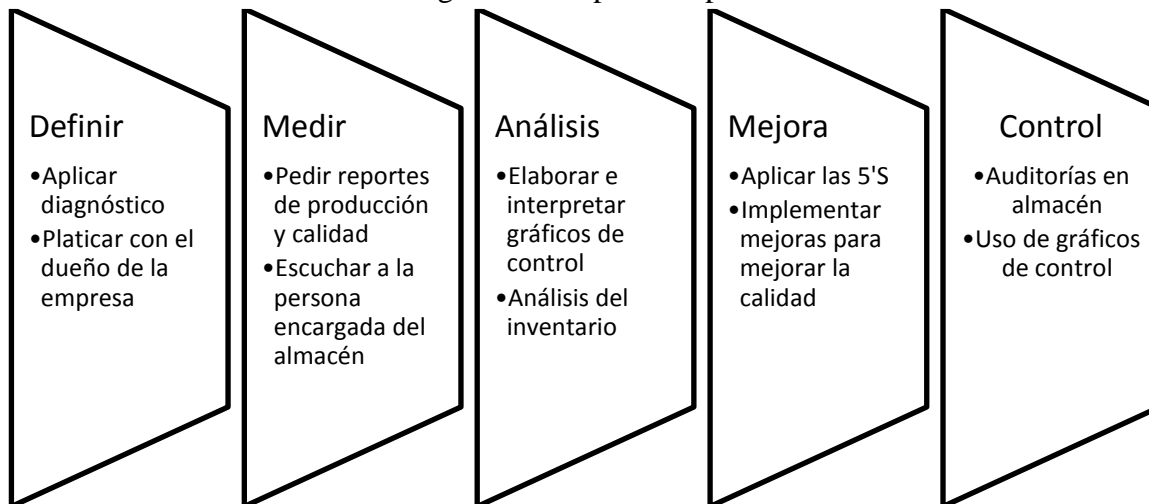 Definir
•Aplicar
diagnóstico
•Platicar con el
dueño de la
empresa
Medir
•Pedir reportes
de producción
y calidad
•Escuchar a la
persona
encargada del
almacén
Análisis
•Elaborar e
interpretar
gráficos de
control
•Análisis del
inventario
Mejora
•Aplicar las 5'S
•Implementar
mejoras para
mejorar la
calidad
Control
•Auditorías en
almacén
•Uso de gráficos
de control